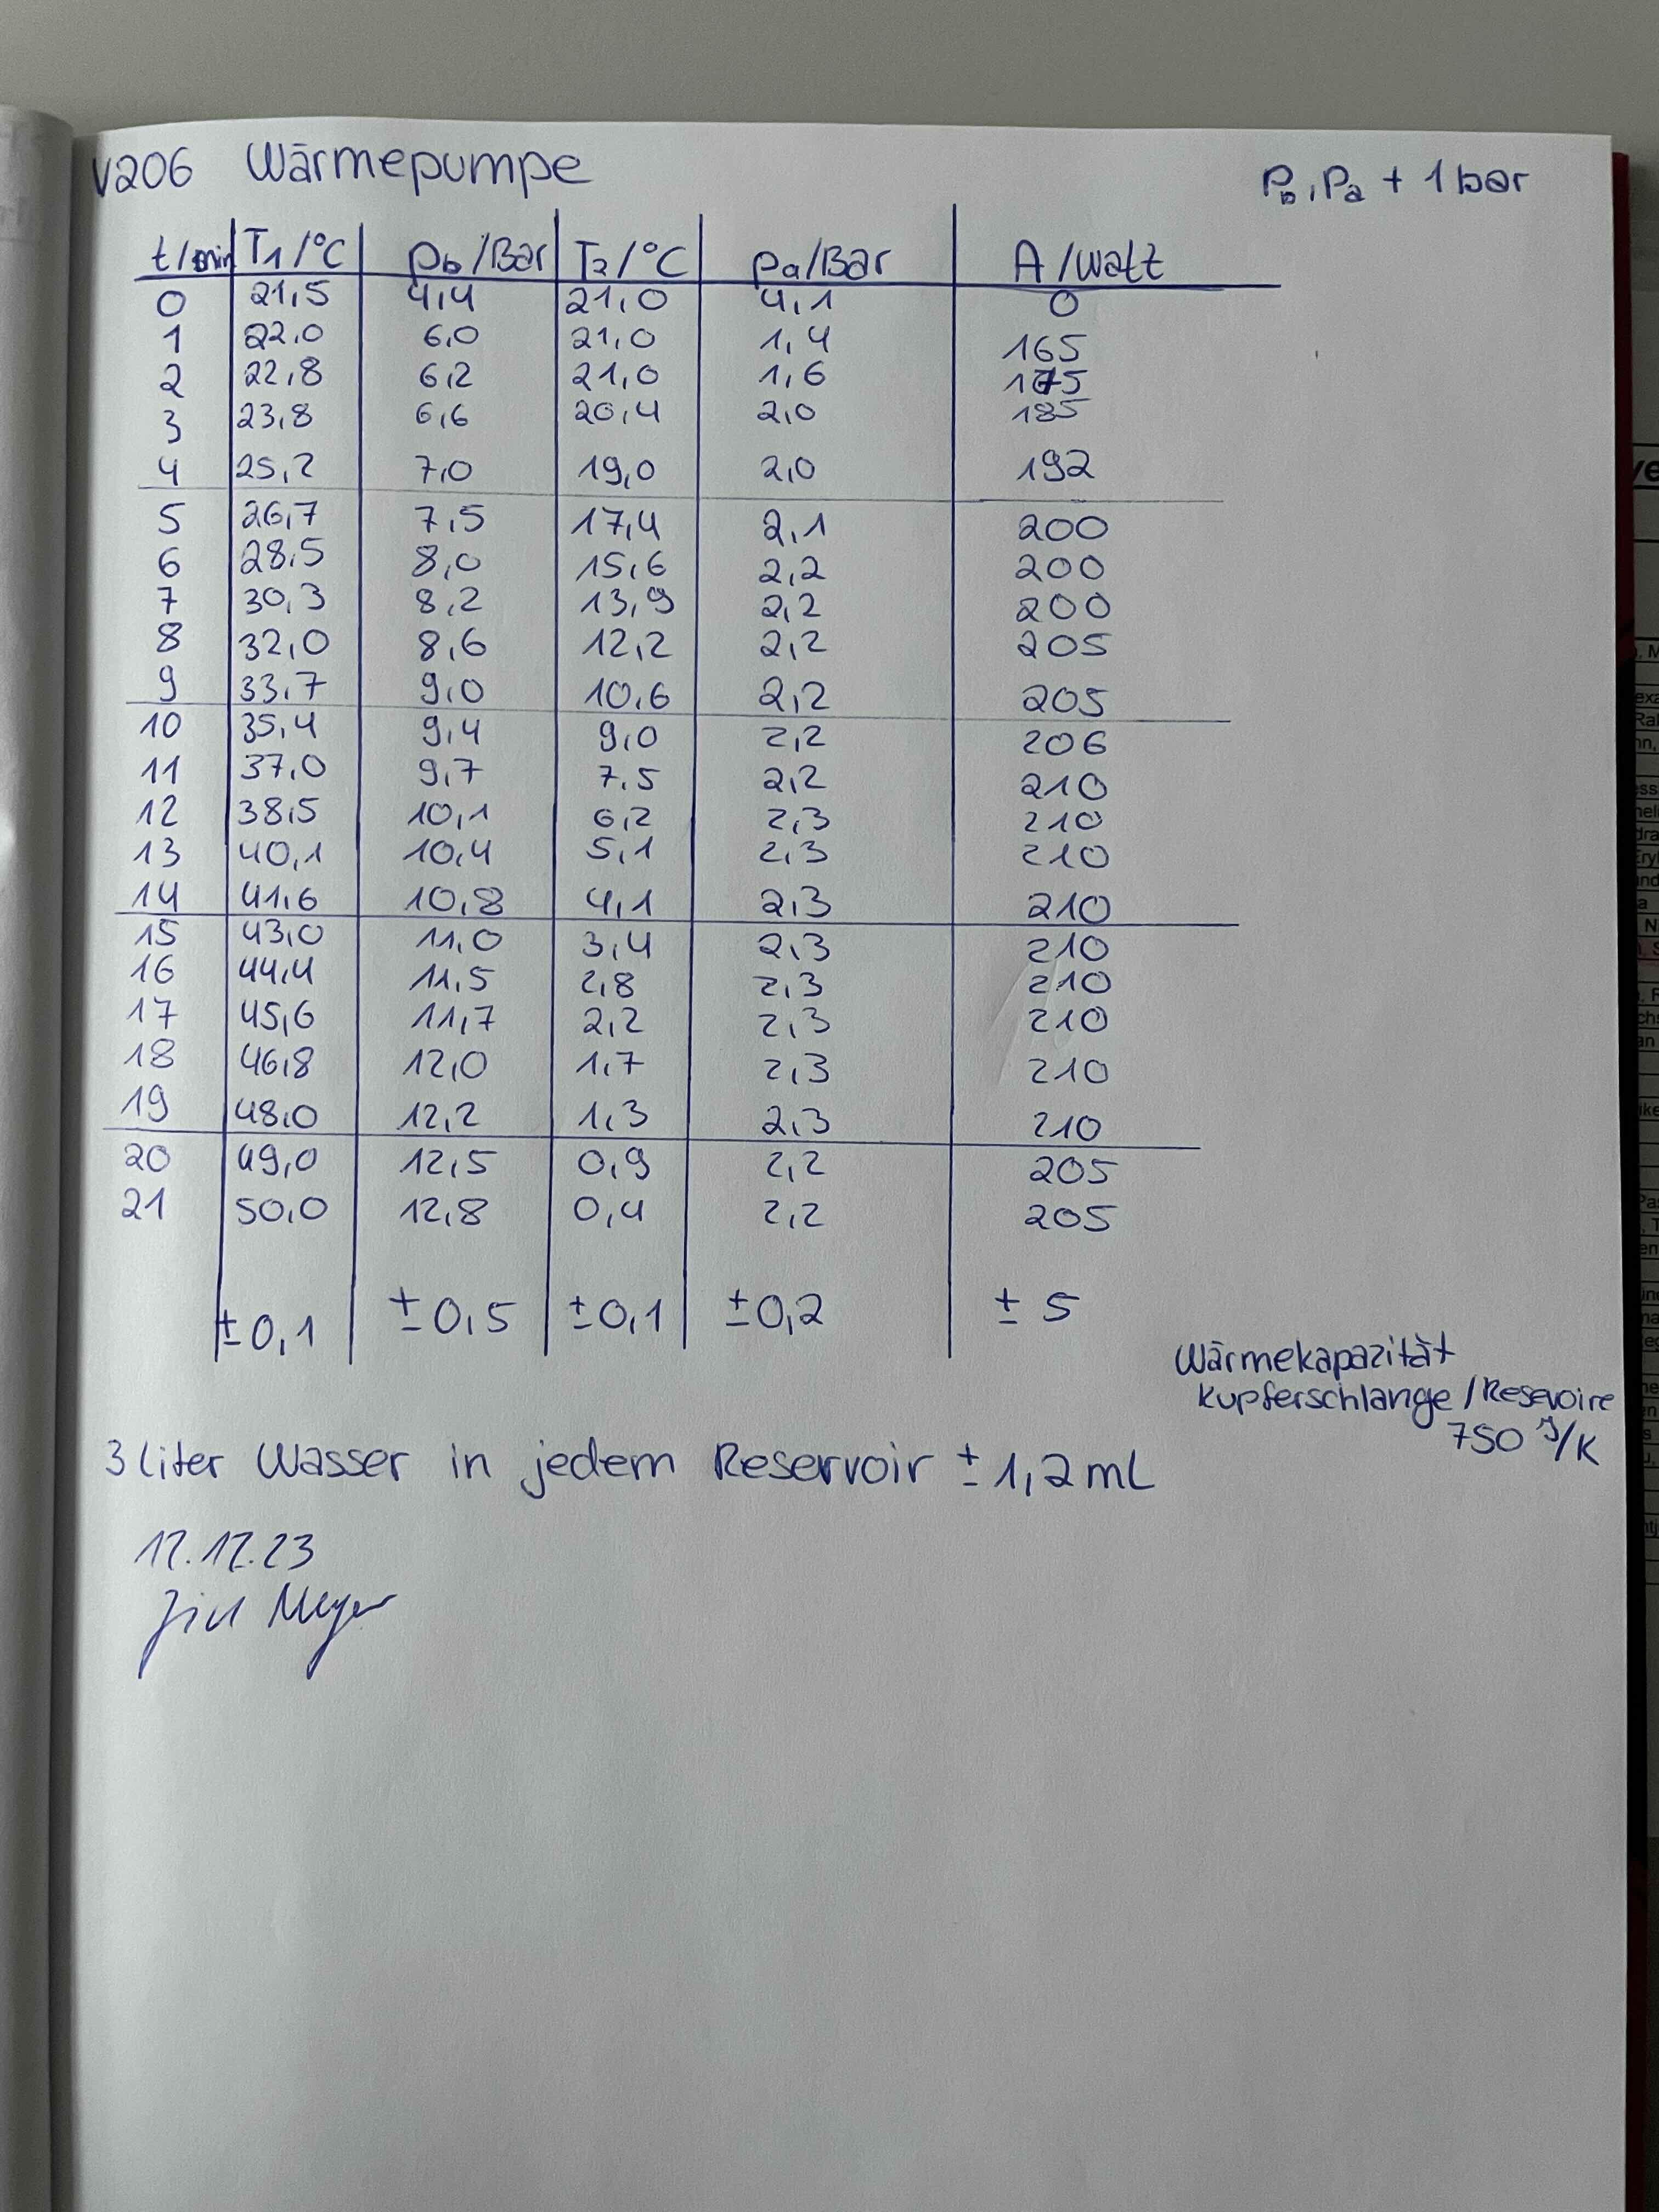 V206 Wärmepumpe
Pb, Pa + 1 bar
t/min T1/°C pb/Bar T2/°C pa/Bar A/Watt
0 21,5 4,4 21,0 4,1 0
1 22,0 6,0 21,0 1,4 165
2 22,8 6,2 21,0 1,6 175
3 23,8 6,6 20,4 2,0 185
4 25,2 7,0 19,0 2,0 192
5 26,7 7,5 17,4 2,1 200
6 28,5 8,0 15,6 2,2 200
7 30,3 8,2 13,9 2,2 200
8 32,0 8,6 12,2 2,2 205
9 33,7 9,0 10,6 2,2 205
10 35,4 9,4 9,0 2,2 206
11 37,0 9,7 7,5 2,2 210
12 38,5 10,1 6,2 2,3 210
13 40,1 10,4 5,1 2,3 210
14 41,6 10,8 4,1 2,3 210
15 43,0 11,0 3,4 2,3 210
16 44,4 11,5 2,8 2,3 210
17 45,6 11,7 2,2 2,3 210
18 46,8 12,0 1,7 2,3 210
19 48,0 12,2 1,3 2,3 210
20 49,0 12,5 0,9 2,2 205
21 50,0 12,8 0,4 2,2 205
±0,1 ±0,5 ±0,1 ±0,2 ± 5
Wärmekapazität
Kupferschlange/Resevoire
750 J/K
3 liter Wasser in jedem Reservoir ± 1,2 mL
12.12.23
Meyer